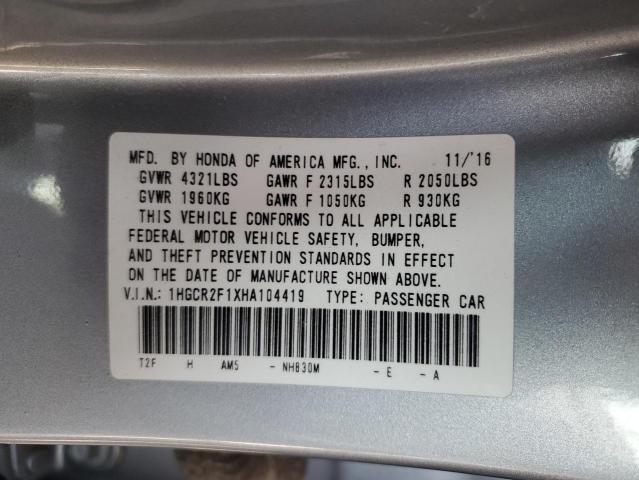 MFD. BY HONDA OF AMERICA MFG., INC. 11/'16
GVWR 4321LBS GAWR F 2315LBS R 2050LBS
GVWR 1960KG GAWR F 1050KG R 930KG
THIS VEHICLE CONFORMS TO ALL APPLICABLE
FEDERAL MOTOR VEHICLE SAFETY, BUMPER,
AND THEFT PREVENTION STANDARDS IN EFFECT
ON THE DATE OF MANUFACTURE SHOWN ABOVE.
V.I.N.: 1HGCR2F1XHA104419 TYPE: PASSENGER CAR
T2F H AM5 - NH830M - E - A